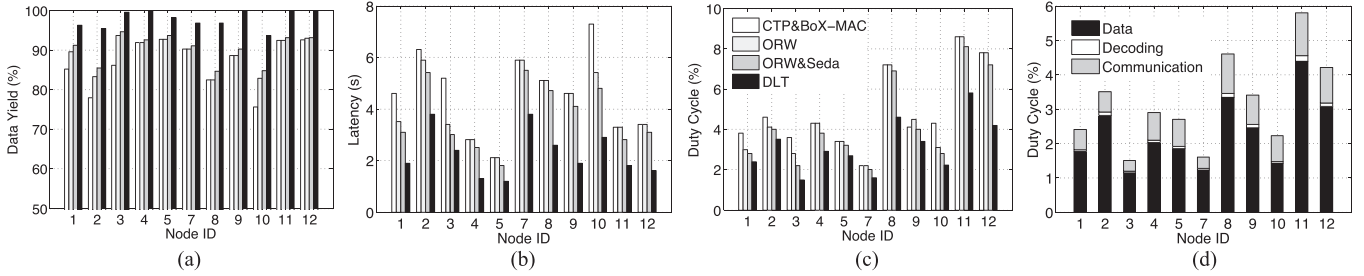 100
90
80
70
60
50
Data Yield (%)
1 2 3 4 5 7 8 9 10 11 12
Node ID
(a)
8
6
4
2
0
Latency (s)
1 2 3 4 5 7 8 9 10 11 12
Node ID
(b)
10
8
6
4
2
0
Duty Cycle (%)
CTP&BoX-MAC
ORW
ORW&Seda
DLT
1 2 3 4 5 7 8 9 10 11 12
Node ID
(c)
6
5
4
3
2
1
0
Duty Cycle (%)
Data
Decoding
Communication
1 2 3 4 5 7 8 9 10 11 12
Node ID
(d)